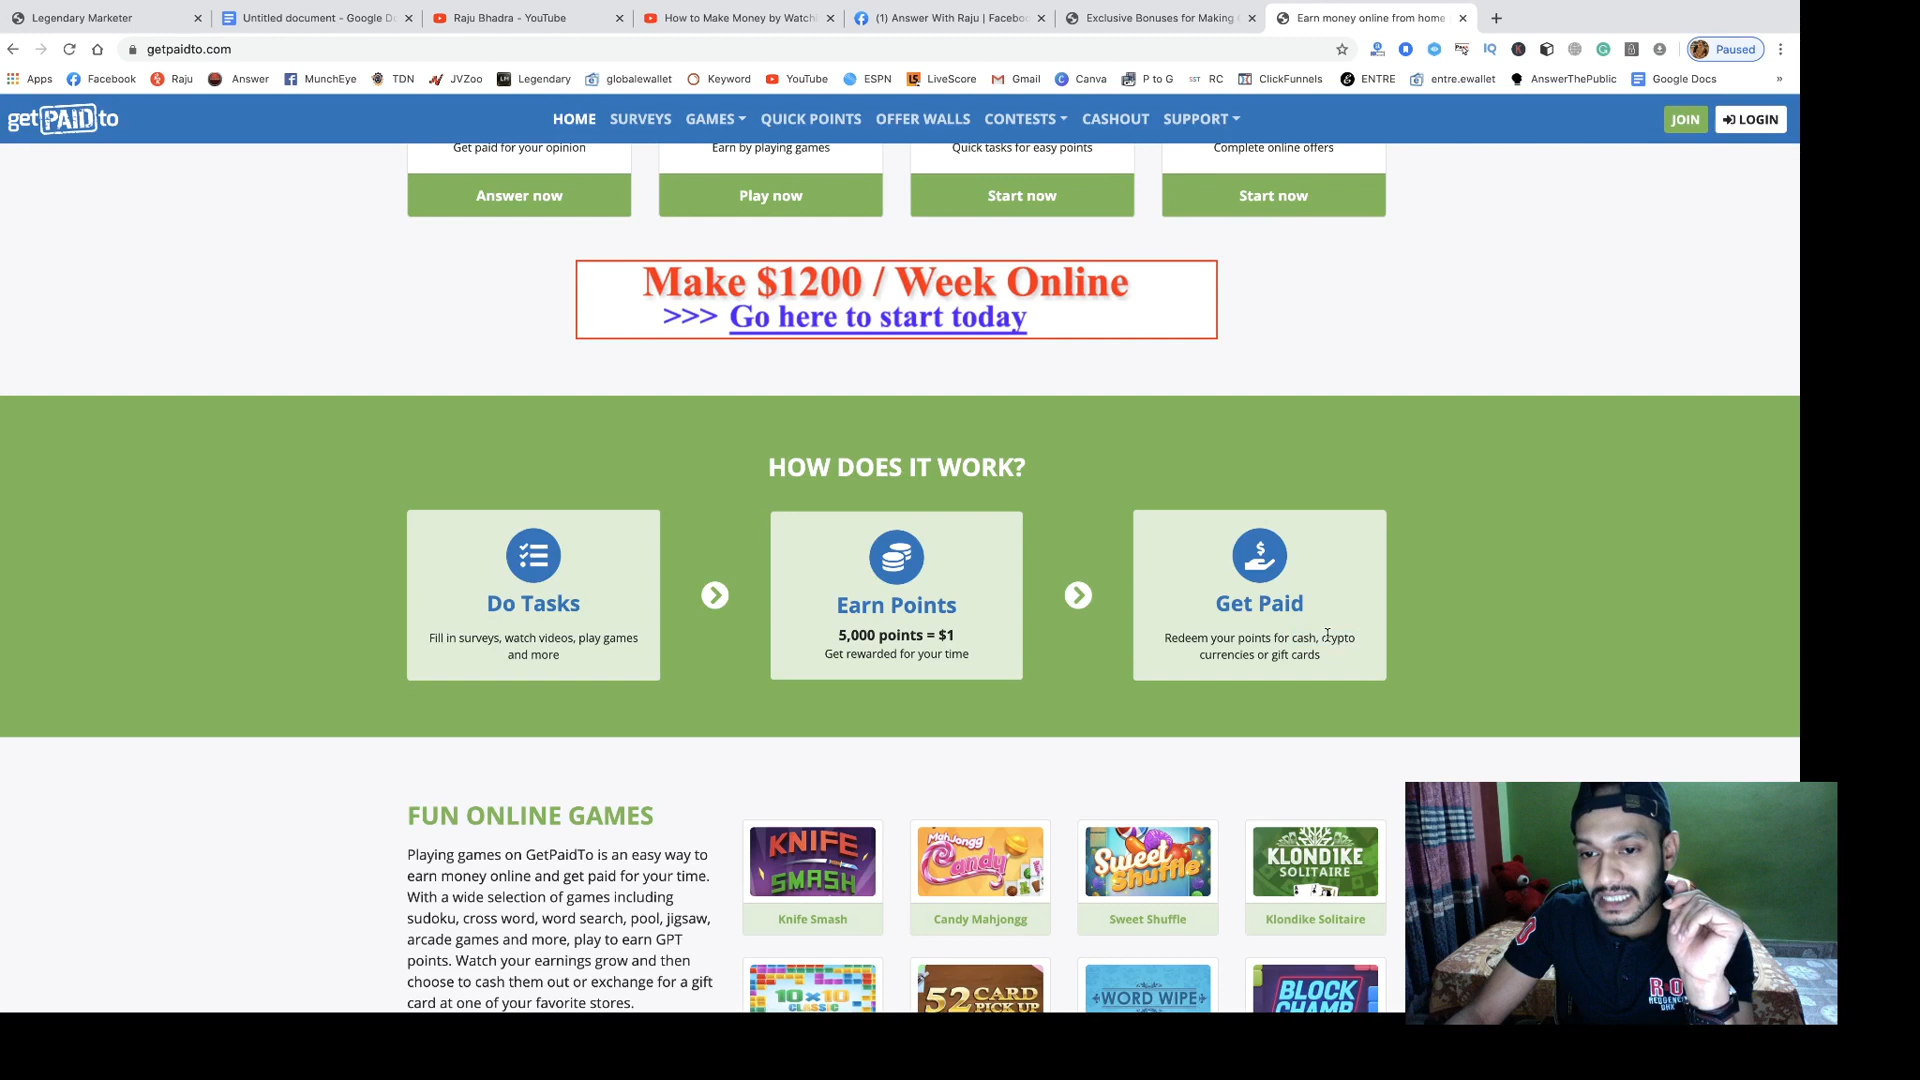 Legendary Marketer
Untitled document - Google D
Raju Bhadra - YouTube
How to Make Money by Watch
(1) Answer With Raju | Facebo
Exclusive Bonuses for Making
Earn money online from home
getpaidto.com
IQ
Paused
Apps
Facebook
Raju
Answer
MunchEye
TDN
JVZoo
Legendary
globalewallet
Keyword
YouTube
ESPN
LiveScore
Gmail
Canva
P to G
RC
ClickFunnels
ENTRE
entre.ewallet
AnswerThePublic
Google Docs
»
getPAIDto
HOME
SURVEYS
GAMES
QUICK POINTS
OFFER WALLS
CONTESTS
CASHOUT
SUPPORT
JOIN
LOGIN
Get paid for your opinion
Earn by playing games
Quick tasks for easy points
Complete online offers
Answer now
Play now
Start now
Start now
Make $1200 / Week Online
>>> Go here to start today
HOW DOES IT WORK?
Do Tasks
Fill in surveys, watch videos, play games
and more
Earn Points
5,000 points = $1
Get rewarded for your time
Get Paid
Redeem your points for cash, crypto
currencies or gift cards
FUN ONLINE GAMES
Playing games on GetPaidTo is an easy way to
earn money online and get paid for your time.
With a wide selection of games including
sudoku, cross word, word search, pool, jigsaw,
arcade games and more, play to earn GPT
points. Watch your earnings grow and then
choose to cash them out or exchange for a gift
card at one of your favorite stores.
KNIFE
SMASH
Knife Smash
MahJongg
Candy
Candy Mahjongg
Sweet
Shuffle
Sweet Shuffle
KLONDIKE
SOLITAIRE
Klondike Solitaire
10x10
CLASSIC
52 CARD
PICK UP
WORD WIPE
BLOCK
CHAMP